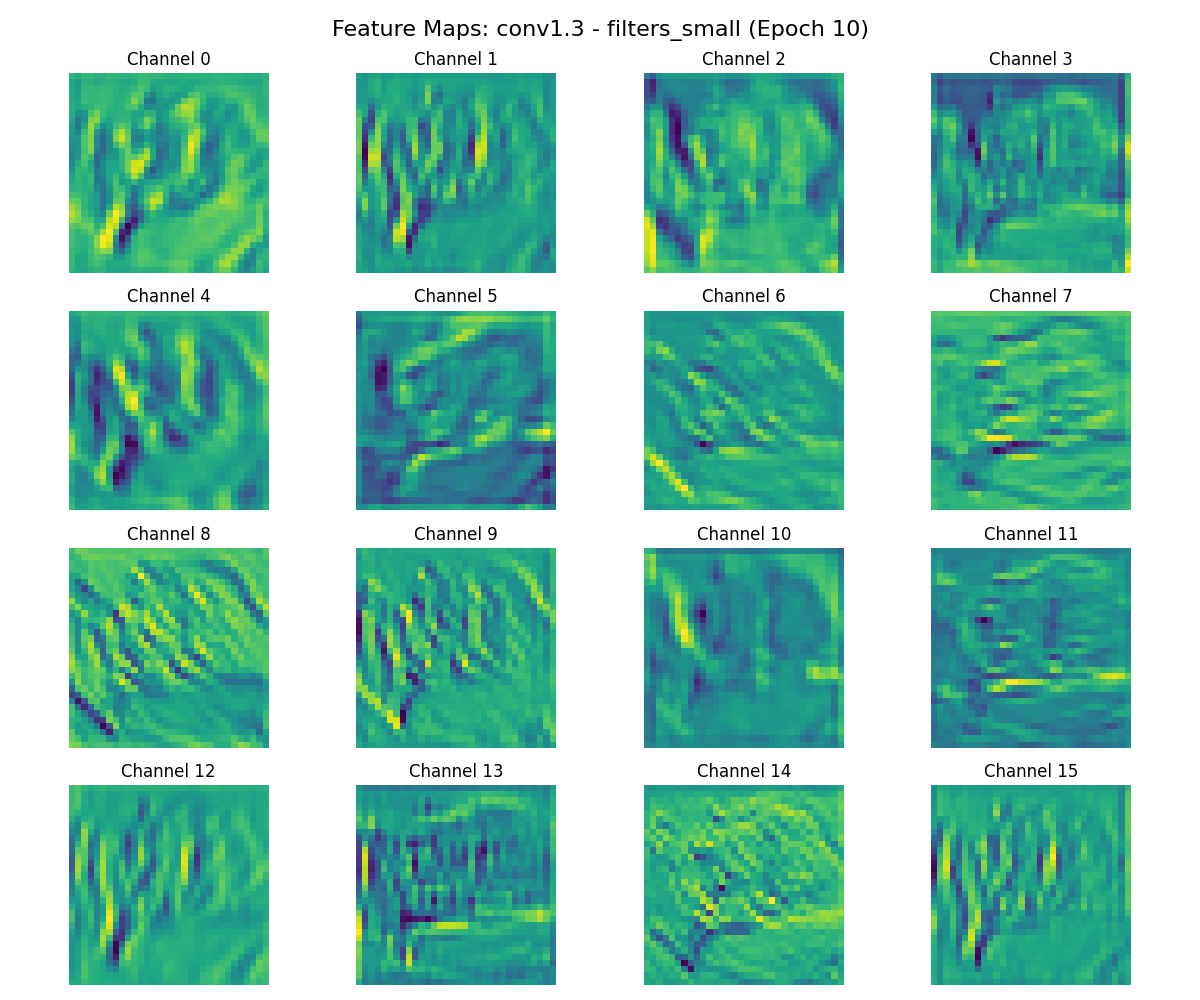 Feature Maps: conv1.3 - filters_small (Epoch 10)
Channel 0
Channel 1
Channel 2
Channel 3
Channel 4
Channel 5
Channel 6
Channel 7
Channel 8
Channel 9
Channel 10
Channel 11
Channel 12
Channel 13
Channel 14
Channel 15